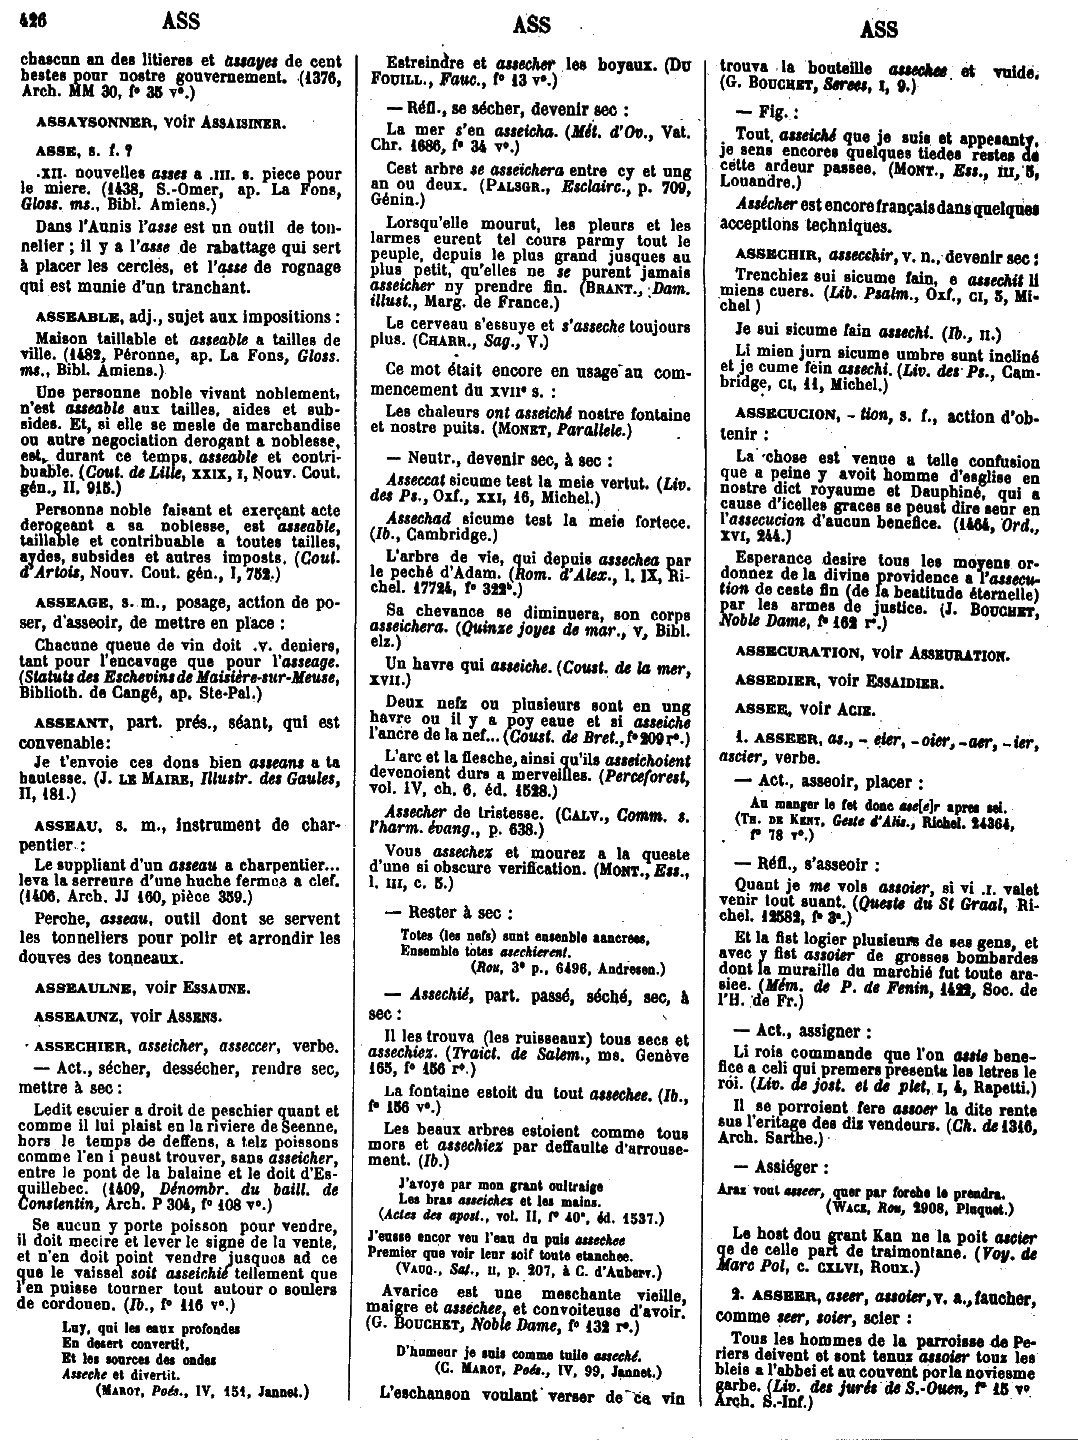 426 ASS ASS ASS
chascun an des litieres et assayes de cent
bestes pour nostre gouvernement. (1376,
Arch. MM 30, f° 35 v°.)
ASSAYSONNER, voir ASSAISINER.
ASSE, s. f. ?
.XII. nouvelles asses a .III. s. piece pour
le miere. (1438, S.-Omer, ap. La Fons,
Gloss. ms., Bibl. Amiens.)
Dans l'Aunis l'asse est un outil de ton-
nelier ; il y a l'asse de rabattage qui sert
à placer les cercles, et l'asse de rognage
qui est munie d'un tranchant.
ASSEABLE, adj., sujet aux impositions :
Maison taillable et asseable a tailles de
ville. (1482, Péronne, ap. La Fons, Gloss.
ms., Bibl. Amiens.)
Une personne noble vivant noblement,
n'est asseable aux tailles, aides et sub-
sides. Et, si elle se mesle de marchandise
ou autre negociation derogant a noblesse,
est, durant ce temps, asseable et contri-
buable. (Cout. de Lille, XXIX, I, Nouv. Cout.
gén., II, 915.)
Personne noble faisant et exerçant acte
derogeant a sa noblesse, est asseable,
taillable et contribuable a toutes tailles,
aydes, subsides et autres imposts. (Cout.
d'Artois, Nouv. Cout. gén., I, 752.)
ASSEAGE, s. m., posage, action de po-
ser, d'asseoir, de mettre en place :
Chacune queue de vin doit .V. deniers,
tant pour l'encavage que pour l'asseage.
(Statuts des Eschevins de Maisière-sur-Meuse,
Biblioth. de Cangé, ap. Ste-Pal.)
ASSEANT, part. prés., séant, qui est
convenable :
Je t'envoie ces dons bien asseans a ta
hautesse. (J. LE MAIRE, Illustr. des Gaules,
II, 181.)
ASSEAU, s. m., instrument de char-
pentier :
Le suppliant d'un asseau a charpentier...
leva la serreure d'une huche fermee a clef.
(1406, Arch. JJ 160, pièce 359.)
Perche, asseau, outil dont se servent
les tonneliers pour polir et arrondir les
douves des tonneaux.
ASSEAULNE, voir ESSAUNE.
ASSEAUNZ, voir ASSENS.
ASSECHIER, asseicher, asseccer, verbe.
— Act., sécher, dessécher, rendre sec,
mettre à sec :
Ledit escuier a droit de peschier quant et
comme il lui plaist en la riviere de Seenne,
hors le temps de deffens, a telz poissons
comme l'en i peust trouver, sans asseicher,
entre le pont de la balaine et le doit d'Es-
quillebec. (1409, Dénombr. du baill. de
Constentin, Arch. P 304, f° 108 v°.)
Se aucun y porte poisson pour vendre,
il doit mecire et lever le signe de la vente,
et n'en doit point vendre jusques ad ce
que le vaissel soit asseichié tellement que
l'en puisse tourner tout autour o soulers
de cordouen. (Ib., f° 116 v°.)
Luy, qui les eaux profondes
En desert convertit,
Et les sources des ondes
Asseche et divertit.
(MAROT, Poés., IV, 151, Jannet.)
Estreindre et assecher les boyaux. (DU
FOUILL., Fauc., f° 13 v°.)
— Réfl., se sécher, devenir sec :
La mer s'en asseicha. (Mét. d'Ov., Vat.
Chr. 1686, f° 34 v°.)
Cest arbre se asseichera entre cy et ung
an ou deux. (PALSGR., Esclairc., p. 709,
Génin.)
Lorsqu'elle mourut, les pleurs et les
larmes eurent tel cours parmy tout le
peuple, depuis le plus grand jusques au
plus petit, qu'elles ne se purent jamais
asseicher ny prendre fin. (BRANT., Dam.
illust., Marg. de France.)
Le cerveau s'essuye et s'asseche toujours
plus. (CHARR., Sag., V.)
Ce mot était encore en usage au com-
mencement du XVIIe s. :
Les chaleurs ont asseiché nostre fontaine
et nostre puits. (MONET, Parallele.)
— Neutr., devenir sec, à sec :
Asseccat sicume test la meie vertut. (Liv.
des Ps., Oxf., XXI, 16, Michel.)
Assechad sicume test la meie fortece.
(Ib., Cambridge.)
L'arbre de vie, qui depuis assechea par
le peché d'Adam. (Rom. d'Alex., l. IX, Ri-
chel. 17724, f° 322b.)
Sa chevance se diminuera, son corps
asseichera. (Quinze joyes de mar., V, Bibl.
elz.)
Un havre qui asseiche. (Coust. de la mer,
XVII.)
Deux nefz ou plusieurs sont en ung
havre ou il y a poy eaue et si asseiche
l'ancre de la nef... (Coust. de Bret., f° 209 r°.)
L'arc et la flesche, ainsi qu'ils asseichoient
devenoient durs a merveilles. (Perceforest,
vol. IV, ch. 6, éd. 1528.)
Assecher de tristesse. (CALV., Comm. s.
l'harm. évang., p. 638.)
Vous assechez et mourez a la queste
d'une si obscure verification. (MONT., Ess.,
l. III, c. 5.)
— Rester à sec :
Totes (les nefs) sunt ensenble aancrees,
Ensemble totes asechierent.
(Rou, 3e p., 6496, Andresen.)
— Assechié, part. passé, séché, sec, à
sec :
Il les trouva (les ruisseaux) tous secs et
assechiez. (Traict. de Salem., ms. Genève
165, f° 156 r°.)
La fontaine estoit du tout assechee. (Ib.,
f° 156 v°.)
Les beaux arbres estoient comme tous
mors et assechiez par deffaulte d'arrouse-
ment. (Ib.)
J'avoye par mon grant oultraige
Les bras asseichez et les mains.
(Actes des apost., vol. II, f° 40a, éd. 1537.)
J'eusse encor veu l'eau du puis assechee
Premier que voir leur soif toute etanchee.
(VAUQ., Sat., II, p. 207, à C. d'Auberv.)
Avarice est une meschante vieille,
maigre et assechee, et convoiteuse d'avoir.
(G. BOUCHET, Noble Dame, f° 132 r°.)
D'humeur je suis comme tuile asseché.
(C. MAROT, Poés., IV, 99, Jannet.)
L'eschanson voulant verser de ce vin
trouva la bouteille assechee et vuide.
(G. BOUCHET, Serees, I, 9.)
— Fig. :
Tout asseiché que je suis et appesanty,
je sens encores quelques tiedes restes de
cette ardeur passee. (MONT., Ess., III, 5,
Louandre.)
Assécher est encore français dans quelques
acceptions techniques.
ASSECHIR, assecchir, v. n., devenir sec :
Trenchiez sui sicume fain, e assechit li
miens cuers. (Lib. Psalm., Oxf., CI, 5, Mi-
chel)
Je sui sicume fain assechi. (Ib., II.)
Li mien jurn sicume umbre sunt incliné
et je cume fein assechi. (Liv. des Ps., Cam-
bridge, CI, 11, Michel.)
ASSECUCION, - tion, s. f., action d'ob-
tenir :
La chose est venue a telle confusion
que a peine y avoit homme d'esglise en
nostre dict royaume et Dauphiné, qui a
cause d'icelles graces se peust dire seur en
l'assecucion d'aucun benefice. (1464, Ord.,
XVI, 244.)
Esperance desire tous les moyens or-
donnez de la divine providence a l'assecu-
tion de ceste fin (de la beatitude éternelle)
par les armes de justice. (J. BOUCHET,
Noble Dame, f° 162 r°.)
ASSECURATION, voir ASSEURATION.
ASSEDIER, voir ESSAIDIER.
ASSEE, voir ACIE.
1. ASSEER, as., - eier, -oier, -aer, -ier,
ascier, verbe.
— Act., asseoir, placer :
Au manger le fet donc ase[e]r apres sei.
(TH. DE KENT, Geste d'Alis., Richel. 24364,
f° 78 v°.)
— Réfl., s'asseoir :
Quant je me vols assoier, si vi .I. valet
venir tout suant. (Queste du St Graal, Ri-
chel. 12582, f° 3a.)
Et la fist logier plusieurs de ses gens, et
avec y fist assoier de grosses bombardes
dont la muraille du marchié fut toute ara-
siee. (Mém. de P. de Fenin, 1422, Soc. de
l'H. de Fr.)
— Act., assigner :
Li rois commande que l'on assie bene-
fice a celi qui premers presenta les letres le
roi. (Liv. de jost. et de plet, I, 4, Rapetti.)
Il se porroient fere assoer la dite rente
sus l'eritage des diz vendeurs. (Ch. de 1316,
Arch. Sarthe.)
— Assiéger :
Araz vout asseer, quer par forche le prendra.
(WACE, Rou, 2908, Pluquet.)
Le host dou grant Kan ne la poit ascier
qe de celle part de traimontane. (Voy. de
Marc Pol, c. CXLVI, Roux.)
2. ASSEER, aseer, assoier, v. a., faucher,
comme seer, soier, scier :
Tous les hommes de la parroisse de Pe-
riers deivent et sont tenuz assoier touz les
bleis a l'abbei et au couvent por la noviesme
garbe. (Liv. des jurés de S.-Ouen, f° 15 v°
Arch. S.-Inf.)